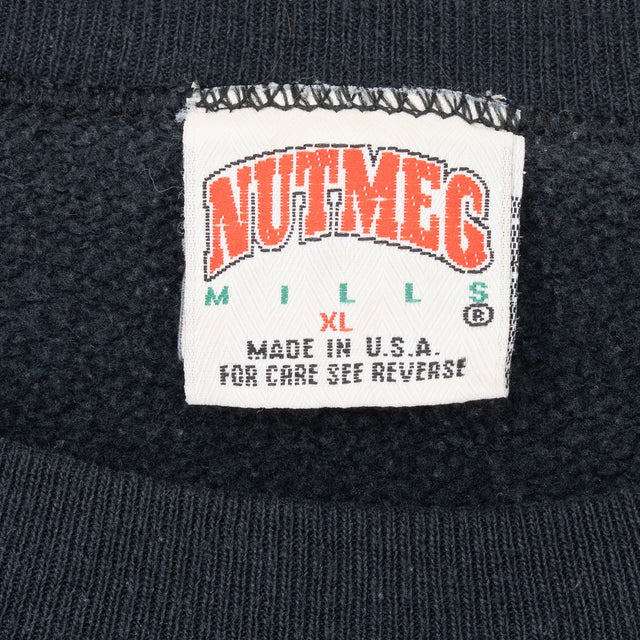 NUTMEG
MILLS®
XL
MADE IN U.S.A.
FOR CARE SEE REVERSE